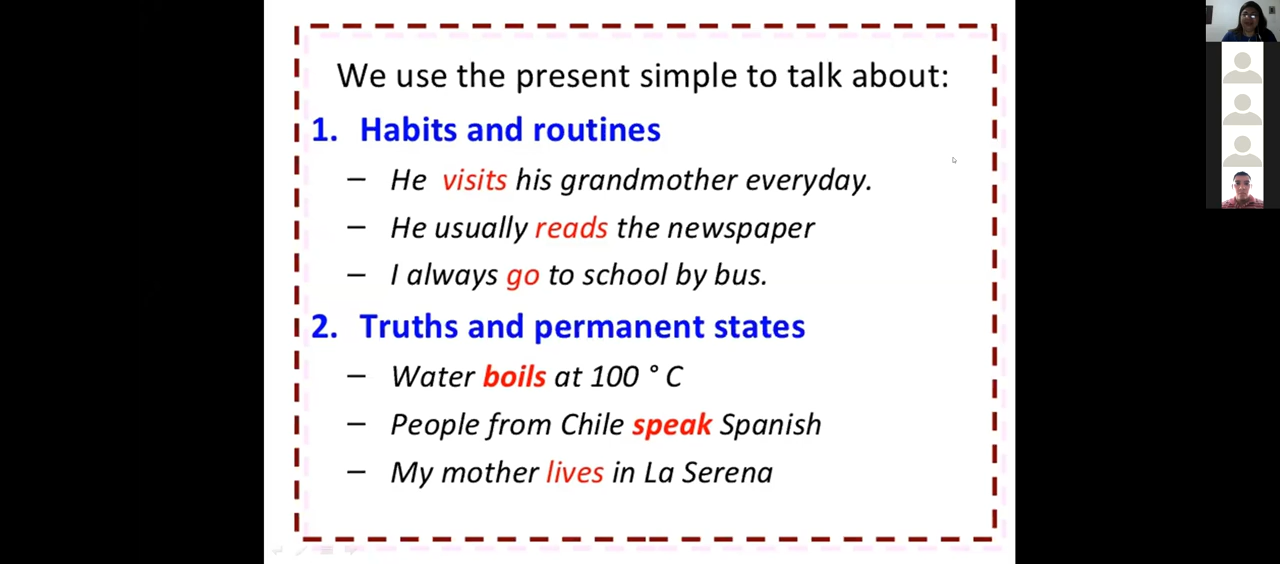 We use the present simple to talk about:
1. Habits and routines
– He visits his grandmother everyday.
– He usually reads the newspaper
– I always go to school by bus.
2. Truths and permanent states
– Water boils at 100 ° C
– People from Chile speak Spanish
– My mother lives in La Serena